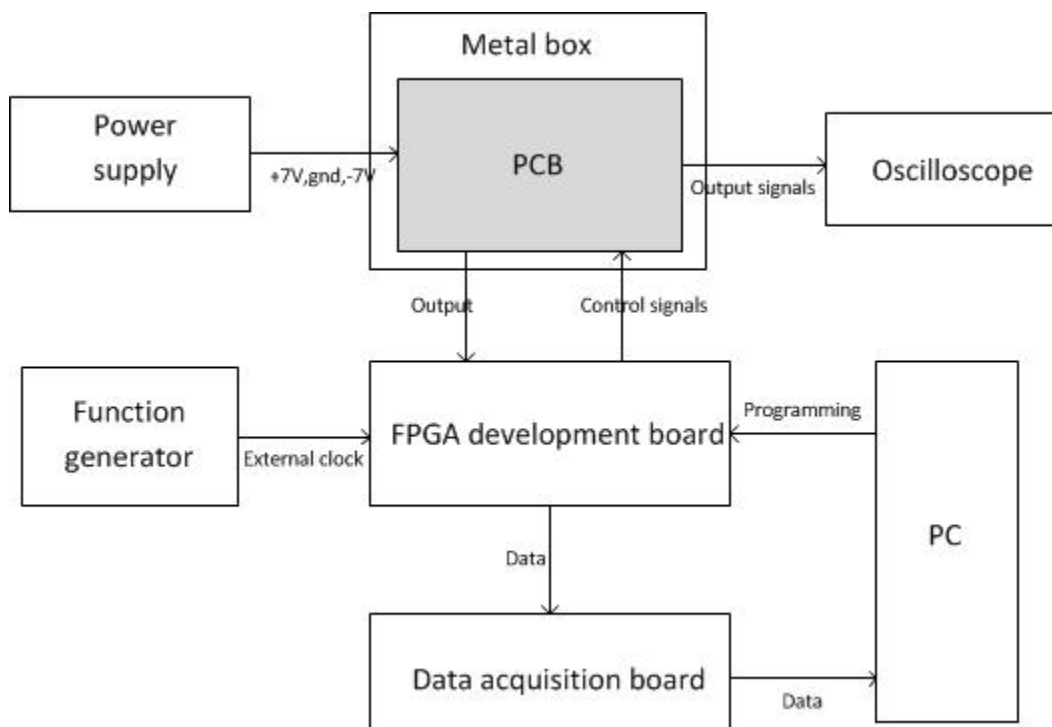 Metal box
Power
supply
+7V,gnd,-7V
PCB
Output signals
Oscilloscope
Output
Control signals
Function
generator
External clock
FPGA development board
Programming
PC
Data
Data acquisition board
Data